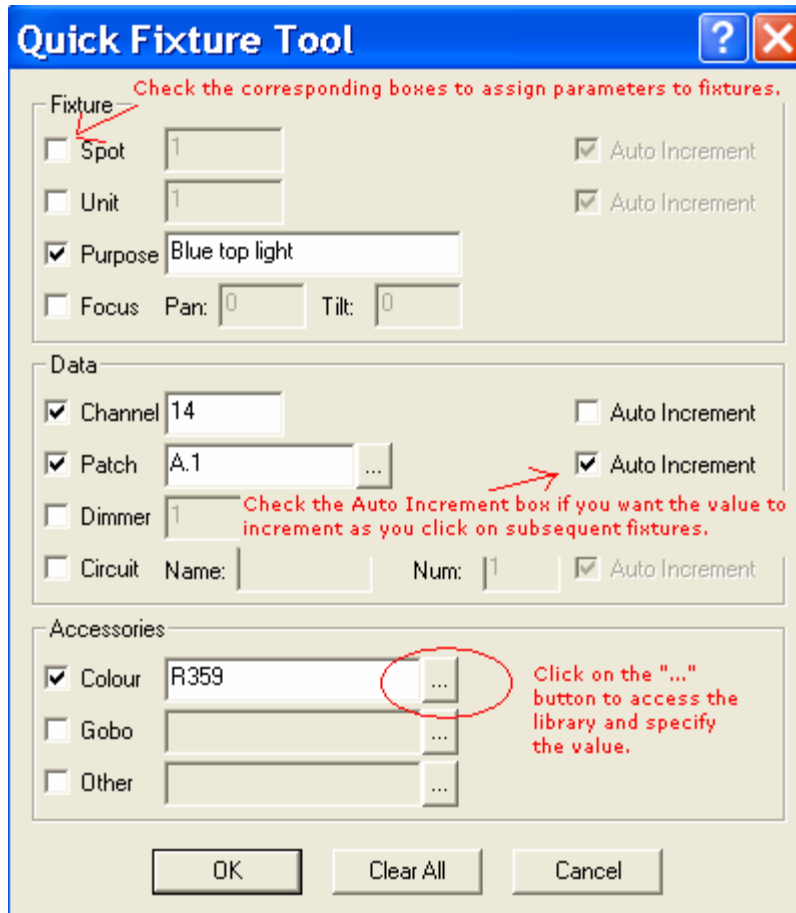 Quick Fixture Tool
Check the corresponding boxes to assign parameters to fixtures.
Fixture
Spot 1 Auto Increment
Unit 1 Auto Increment
Purpose Blue top light
Focus Pan: 0 Tilt: 0
Data
Channel 14 Auto Increment
Patch A.1 ... Auto Increment
Check the Auto Increment box if you want the value to
Dimmer 1
increment as you click on subsequent fixtures.
Circuit Name: Num: 1 Auto Increment
Accessories
Colour R359 ...
Click on the "..."
button to access the
library and specify
the value.
Gobo ...
Other ...
OK Clear All Cancel